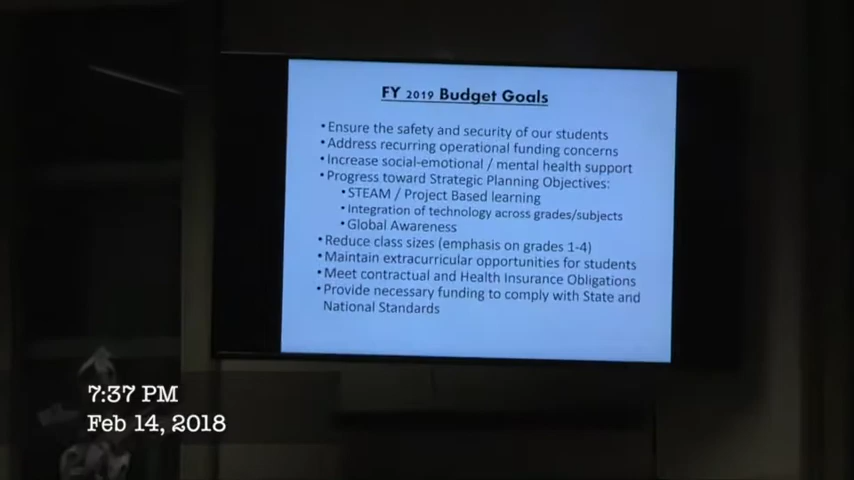 FY 2019 Budget Goals
•Ensure the safety and security of our students
•Address recurring operational funding concerns
•Increase social-emotional / mental health support
•Progress toward Strategic Planning Objectives:
•STEAM / Project Based learning
•Integration of technology across grades/subjects
•Global Awareness
•Reduce class sizes (emphasis on grades 1-4)
•Maintain extracurricular opportunities for students
•Meet contractual and Health Insurance Obligations
•Provide necessary funding to comply with State and
National Standards
7:37 PM
Feb 14, 2018